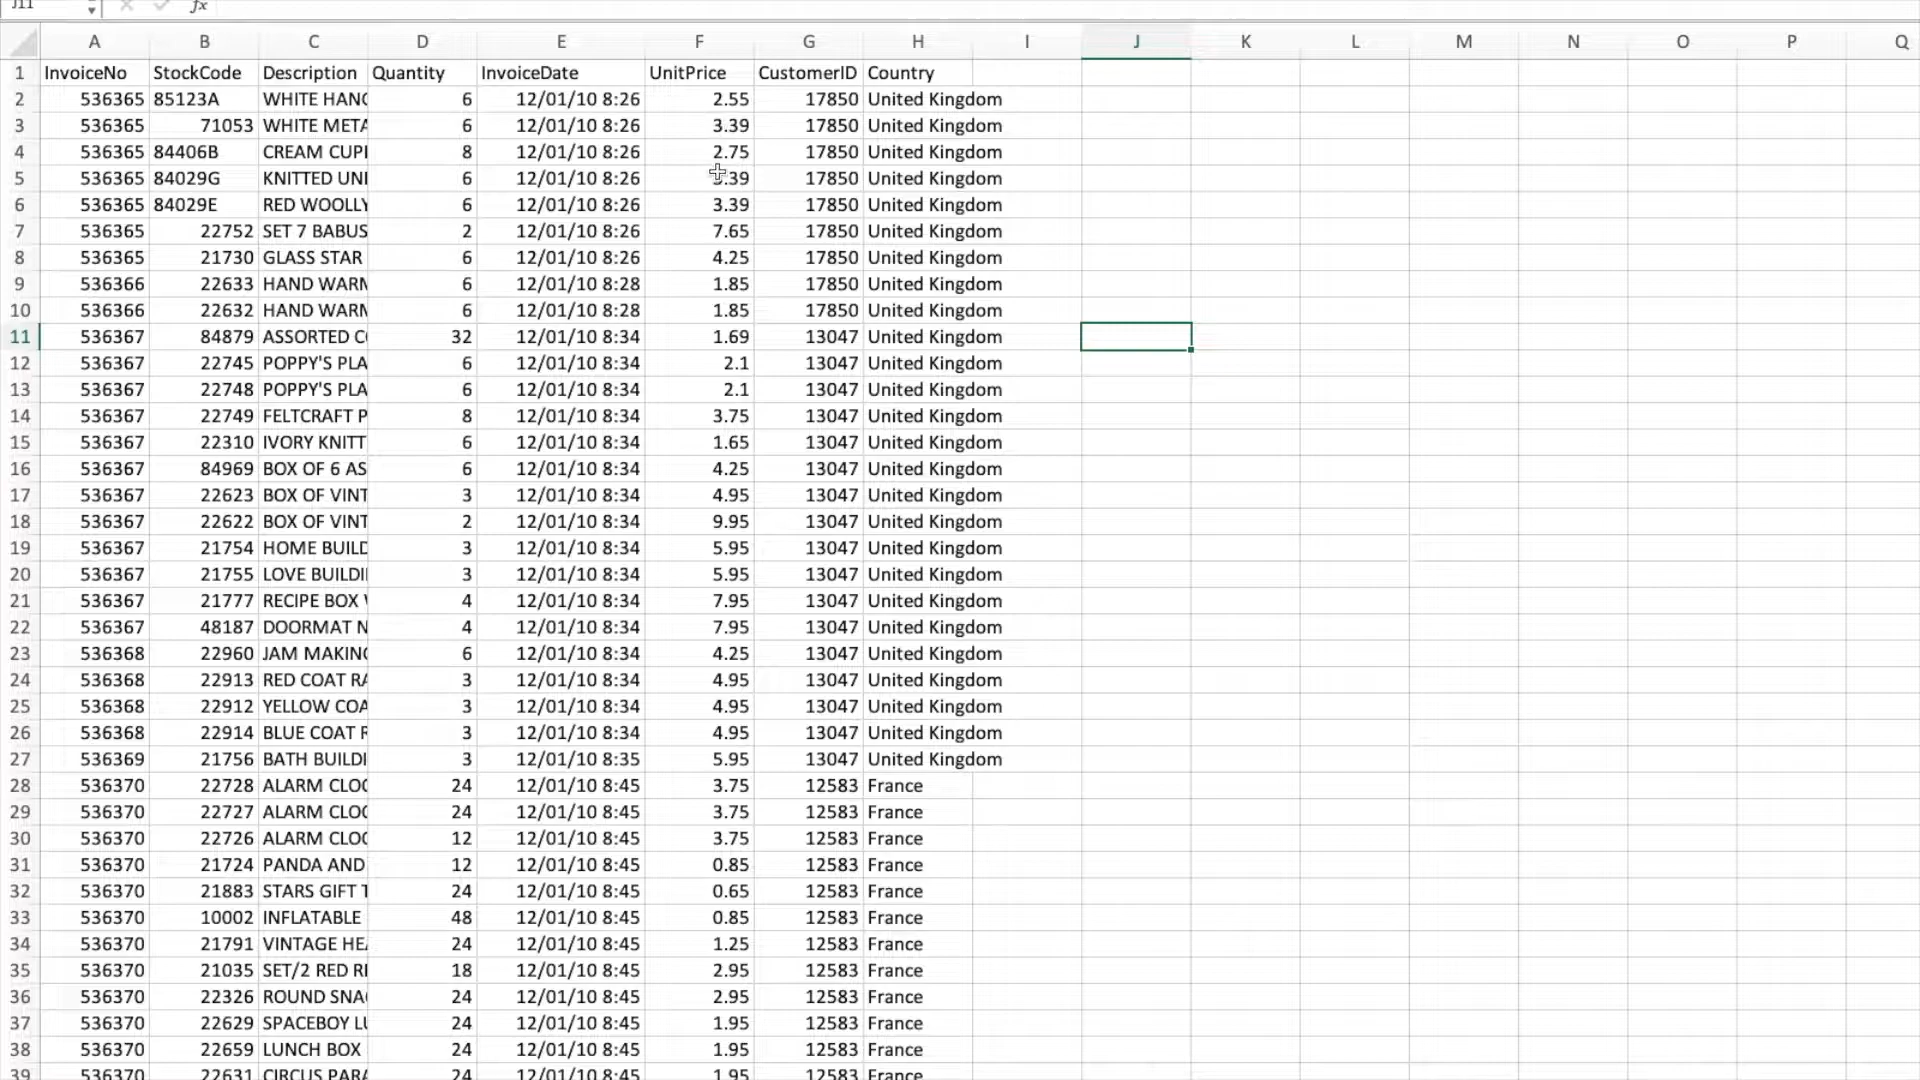 J11 fx
A B C D E F G H I J K L M N O P Q
1 InvoiceNo StockCode Description Quantity InvoiceDate UnitPrice CustomerID Country
2 536365 85123A WHITE HANG 6 12/01/10 8:26 2.55 17850 United Kingdom
3 536365 71053 WHITE META 6 12/01/10 8:26 3.39 17850 United Kingdom
4 536365 84406B CREAM CUPI 8 12/01/10 8:26 2.75 17850 United Kingdom
5 536365 84029G KNITTED UNI 6 12/01/10 8:26 3.39 17850 United Kingdom
6 536365 84029E RED WOOLLY 6 12/01/10 8:26 3.39 17850 United Kingdom
7 536365 22752 SET 7 BABUS 2 12/01/10 8:26 7.65 17850 United Kingdom
8 536365 21730 GLASS STAR 6 12/01/10 8:26 4.25 17850 United Kingdom
9 536366 22633 HAND WARM 6 12/01/10 8:28 1.85 17850 United Kingdom
10 536366 22632 HAND WARM 6 12/01/10 8:28 1.85 17850 United Kingdom
11 536367 84879 ASSORTED CO 32 12/01/10 8:34 1.69 13047 United Kingdom
12 536367 22745 POPPY'S PLA 6 12/01/10 8:34 2.1 13047 United Kingdom
13 536367 22748 POPPY'S PLA 6 12/01/10 8:34 2.1 13047 United Kingdom
14 536367 22749 FELTCRAFT P 8 12/01/10 8:34 3.75 13047 United Kingdom
15 536367 22310 IVORY KNITT 6 12/01/10 8:34 1.65 13047 United Kingdom
16 536367 84969 BOX OF 6 AS 6 12/01/10 8:34 4.25 13047 United Kingdom
17 536367 22623 BOX OF VINT 3 12/01/10 8:34 4.95 13047 United Kingdom
18 536367 22622 BOX OF VINT 2 12/01/10 8:34 9.95 13047 United Kingdom
19 536367 21754 HOME BUILD 3 12/01/10 8:34 5.95 13047 United Kingdom
20 536367 21755 LOVE BUILDI 3 12/01/10 8:34 5.95 13047 United Kingdom
21 536367 21777 RECIPE BOX 4 12/01/10 8:34 7.95 13047 United Kingdom
22 536367 48187 DOORMAT N 4 12/01/10 8:34 7.95 13047 United Kingdom
23 536368 22960 JAM MAKING 6 12/01/10 8:34 4.25 13047 United Kingdom
24 536368 22913 RED COAT RA 3 12/01/10 8:34 4.95 13047 United Kingdom
25 536368 22912 YELLOW COA 3 12/01/10 8:34 4.95 13047 United Kingdom
26 536368 22914 BLUE COAT R 3 12/01/10 8:34 4.95 13047 United Kingdom
27 536369 21756 BATH BUILDI 3 12/01/10 8:35 5.95 13047 United Kingdom
28 536370 22728 ALARM CLOC 24 12/01/10 8:45 3.75 12583 France
29 536370 22727 ALARM CLOC 24 12/01/10 8:45 3.75 12583 France
30 536370 22726 ALARM CLOC 12 12/01/10 8:45 3.75 12583 France
31 536370 21724 PANDA AND 12 12/01/10 8:45 0.85 12583 France
32 536370 21883 STARS GIFT T 24 12/01/10 8:45 0.65 12583 France
33 536370 10002 INFLATABLE 48 12/01/10 8:45 0.85 12583 France
34 536370 21791 VINTAGE HEA 24 12/01/10 8:45 1.25 12583 France
35 536370 21035 SET/2 RED RE 18 12/01/10 8:45 2.95 12583 France
36 536370 22326 ROUND SNA 24 12/01/10 8:45 2.95 12583 France
37 536370 22629 SPACEBOY LU 24 12/01/10 8:45 1.95 12583 France
38 536370 22659 LUNCH BOX 24 12/01/10 8:45 1.95 12583 France
39 536370 22631 CIRCUS PARA 24 12/01/10 8:45 1.95 12583 France